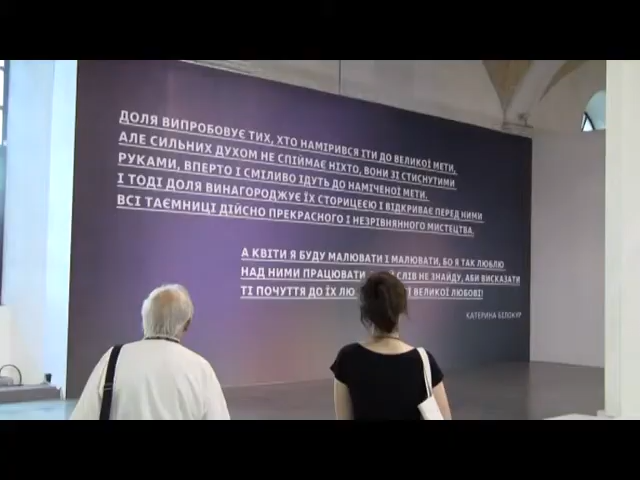 ДОЛЯ ВИПРОБОВУЄ ТИХ, ХТО НАМІРИВСЯ ІТИ ДО ВЕЛИКОЇ МЕТИ,
АЛЕ СИЛЬНИХ ДУХОМ НЕ СПІЙМАЄ НІХТО, ВОНИ ЗІ СТИСНУТИМИ
РУКАМИ, ВПЕРТО І СМІЛИВО ІДУТЬ ДО НАМІЧЕНОЇ МЕТИ.
І ТОДІ ДОЛЯ ВИНАГОРОДЖУЄ ЇХ СТОРИЦЕЮ І ВІДКРИВАЄ ПЕРЕД НИМИ
ВСІ ТАЄМНИЦІ ДІЙСНО ПРЕКРАСНОГО І НЕЗРІВНЯННОГО МИСТЕЦТВА.
А КВІТИ Я БУДУ МАЛЮВАТИ І МАЛЮВАТИ, БО Я ТАК ЛЮБЛЮ
НАД НИМИ ПРАЦЮВАТИ СЛІВ НЕ ЗНАЙДУ, АБИ ВИСКАЗАТИ
ТІ ПОЧУТТЯ ДО ЇХ ВЕЛИКОЇ ЛЮБОВІ!
КАТЕРИНА БІЛОКУР